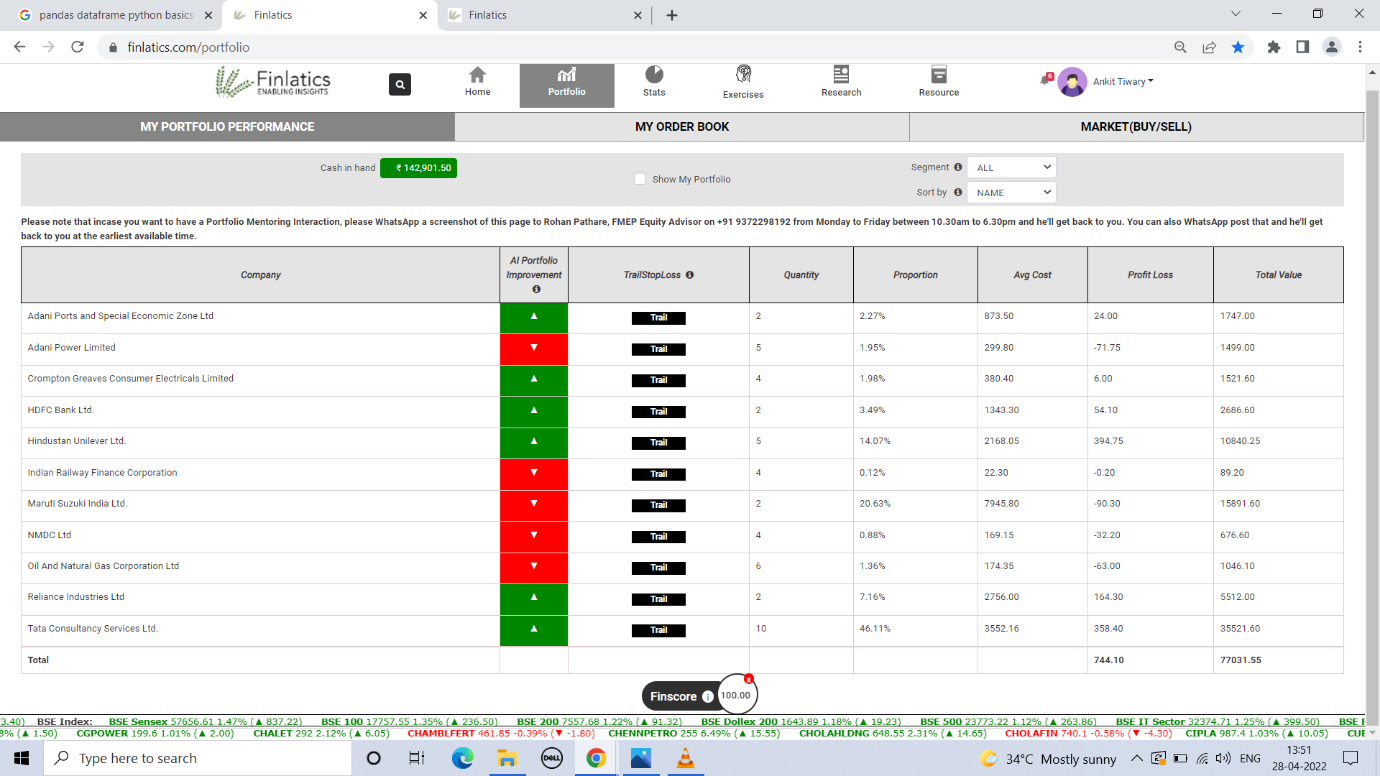 pandas dataframe python basics
Finlatics
Finlatics
finlatics.com/portfolio
Finlatics
ENABLING INSIGHTS
Home
Portfolio
Stats
Exercises
Research
Resource
6
Ankit Tiwary
MY PORTFOLIO PERFORMANCE
MY ORDER BOOK
MARKET(BUY/SELL)
Cash in hand ₹ 142,901.50
Show My Portfolio
Segment ALL
Sort by NAME
Please note that incase you want to have a Portfolio Mentoring Interaction, please WhatsApp a screenshot of this page to Rohan Pathare, FMEP Equity Advisor on +91 9372298192 from Monday to Friday between 10.30am to 6.30pm and he'll get back to you. You can also WhatsApp post that and he'll get
back to you at the earliest available time.
Company AI Portfolio Improvement TrailStopLoss Quantity Proportion Avg Cost Profit Loss Total Value
Adani Ports and Special Economic Zone Ltd ▲ Trail 2 2.27% 873.50 24.00 1747.00
Adani Power Limited ▼ Trail 5 1.95% 299.80 -71.75 1499.00
Crompton Greaves Consumer Electricals Limited ▲ Trail 4 1.98% 380.40 6.00 1521.60
HDFC Bank Ltd. ▲ Trail 2 3.49% 1343.30 54.10 2686.60
Hindustan Unilever Ltd. ▲ Trail 5 14.07% 2168.05 394.75 10840.25
Indian Railway Finance Corporation ▼ Trail 4 0.12% 22.30 -0.20 89.20
Maruti Suzuki India Ltd. ▼ Trail 2 20.63% 7945.80 -90.30 15891.60
NMDC Ltd ▼ Trail 4 0.88% 169.15 -32.20 676.60
Oil And Natural Gas Corporation Ltd ▼ Trail 6 1.36% 174.35 -63.00 1046.10
Reliance Industries Ltd ▲ Trail 2 7.16% 2756.00 164.30 5512.00
Tata Consultancy Services Ltd. ▲ Trail 10 46.11% 3552.16 358.40 35521.60
Total 744.10 77031.55
Finscore i 100.00 x
3.40) BSE Index: BSE Sensex 57656.61 1.47% (▲ 837.22) BSE 100 17757.55 1.35% (▲ 236.50) BSE 200 7557.68 1.22% (▲ 91.32) BSE Dollex 200 1643.89 1.18% (▲ 19.23) BSE 500 23773.22 1.12% (▲ 263.86) BSE IT Sector 32374.71 1.25% (▲ 399.50) BSE
8% (▲ 1.50) CGPOWER 199.6 1.01% (▲ 2.00) CHALET 292 2.12% (▲ 6.05) CHAMBLFERT 461.85 -0.39% (▼ -1.80) CHENNPETRO 255 6.49% (▲ 15.55) CHOLAHLDNG 648.55 2.31% (▲ 14.65) CHOLAFIN 740.1 -0.58% (▼ -4.30) CIPLA 987.4 1.03% (▲ 10.05)
Type here to search
DELL
34°C Mostly sunny
ENG
13:51
28-04-2022